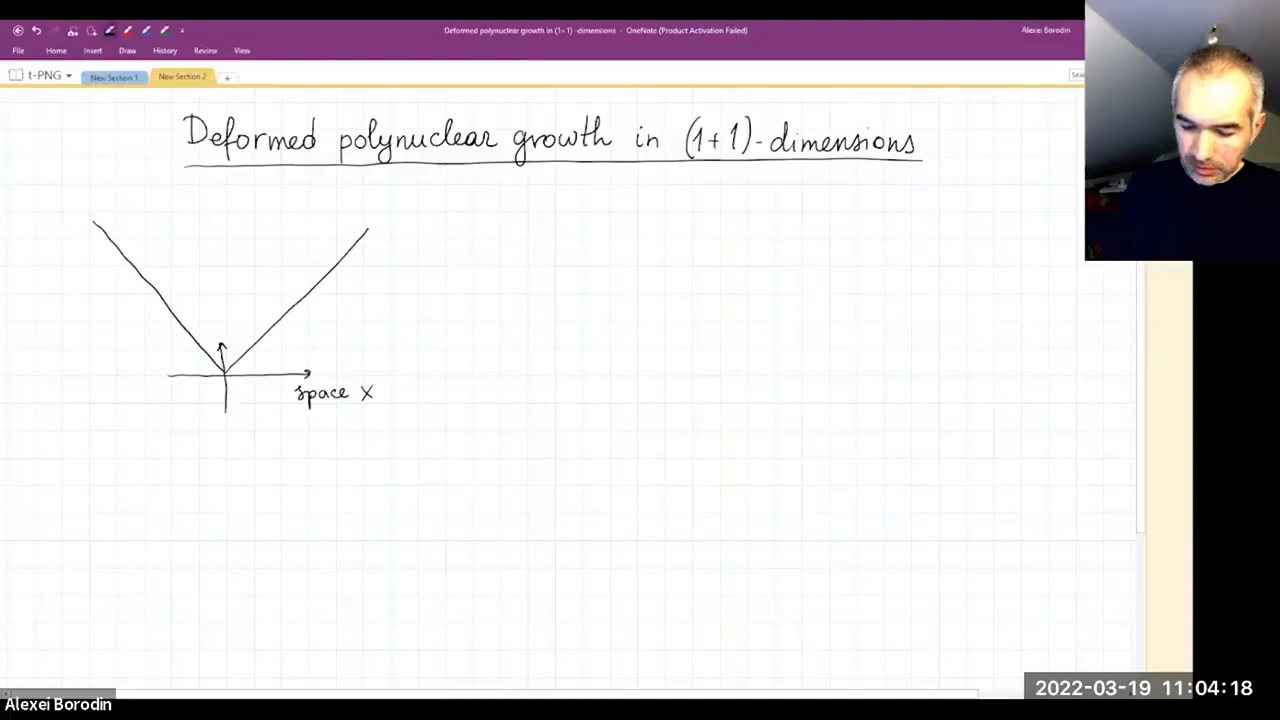 Deformed polynuclear growth in (1+1) -dimensions - OneNote (Product Activation Failed)
Alexei Borodin
File Home Insert Draw History Review View
t-PNG New Section 1 New Section 2 +
Sear
Deformed polynuclear growth in (1+1)-dimensions
space x
Alexei Borodin
2022-03-19 11:04:18